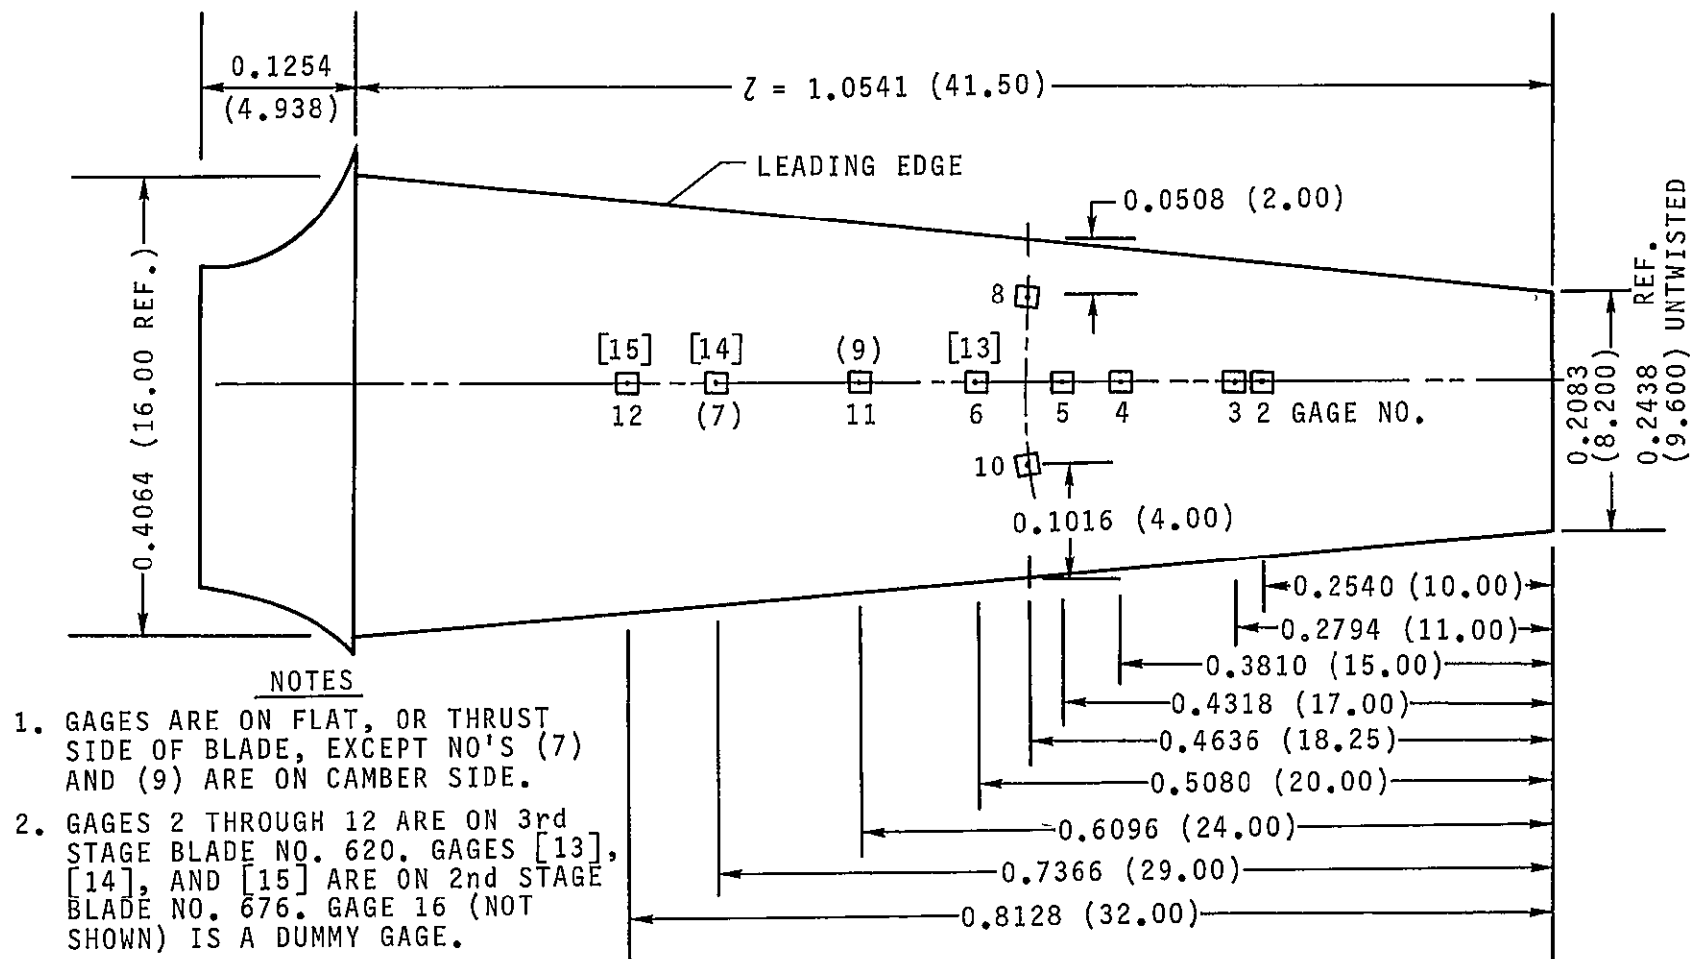 0.1254
(4.938)
l = 1.0541 (41.50)
LEADING EDGE
0.0508 (2.00)
0.4064 (16.00 REF.)
8
[15] [14] (9) [13]
12 (7) 11 6 5 4 3 2 GAGE NO.
10
0.1016 (4.00)
0.2083
(8.200)
0.2438 REF.
(9.600) UNTWISTED
0.2540 (10.00)
0.2794 (11.00)
0.3810 (15.00)
0.4318 (17.00)
0.4636 (18.25)
0.5080 (20.00)
0.6096 (24.00)
0.7366 (29.00)
0.8128 (32.00)
NOTES
1. GAGES ARE ON FLAT, OR THRUST
SIDE OF BLADE, EXCEPT NO'S (7)
AND (9) ARE ON CAMBER SIDE.
2. GAGES 2 THROUGH 12 ARE ON 3rd
STAGE BLADE NO. 620. GAGES [13],
[14], AND [15] ARE ON 2nd STAGE
BLADE NO. 676. GAGE 16 (NOT
SHOWN) IS A DUMMY GAGE.